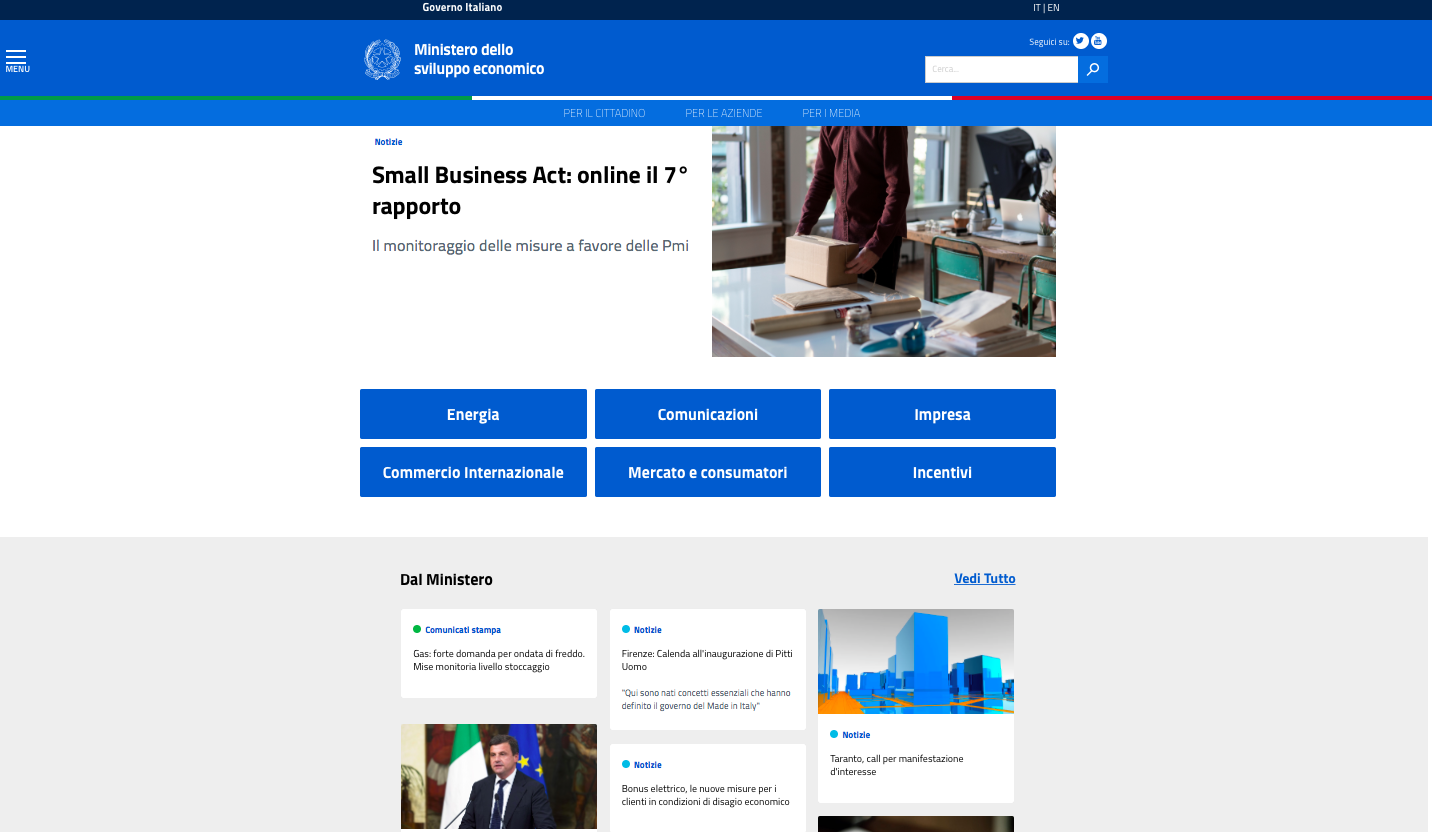 Governo Italiano
IT | EN
MENU
Ministero dello
sviluppo economico
Seguici su:
You
Cerca...
PER IL CITTADINO
PER LE AZIENDE
PER I MEDIA
Notizie
Small Business Act: online il 7°
rapporto
Il monitoraggio delle misure a favore delle Pmi
Energia
Comunicazioni
Impresa
Commercio Internazionale
Mercato e consumatori
Incentivi
Dal Ministero
Vedi Tutto
Comunicati stampa
Gas: forte domanda per ondata di freddo.
Mise monitoria livello stoccaggio
Notizie
Firenze: Calenda all'inaugurazione di Pitti
Uomo
"Qui sono nati concetti essenziali che hanno
definito il governo del Made in Italy"
Notizie
Taranto, call per manifestazione
d'interesse
Notizie
Bonus elettrico, le nuove misure per i
clienti in condizioni di disagio economico